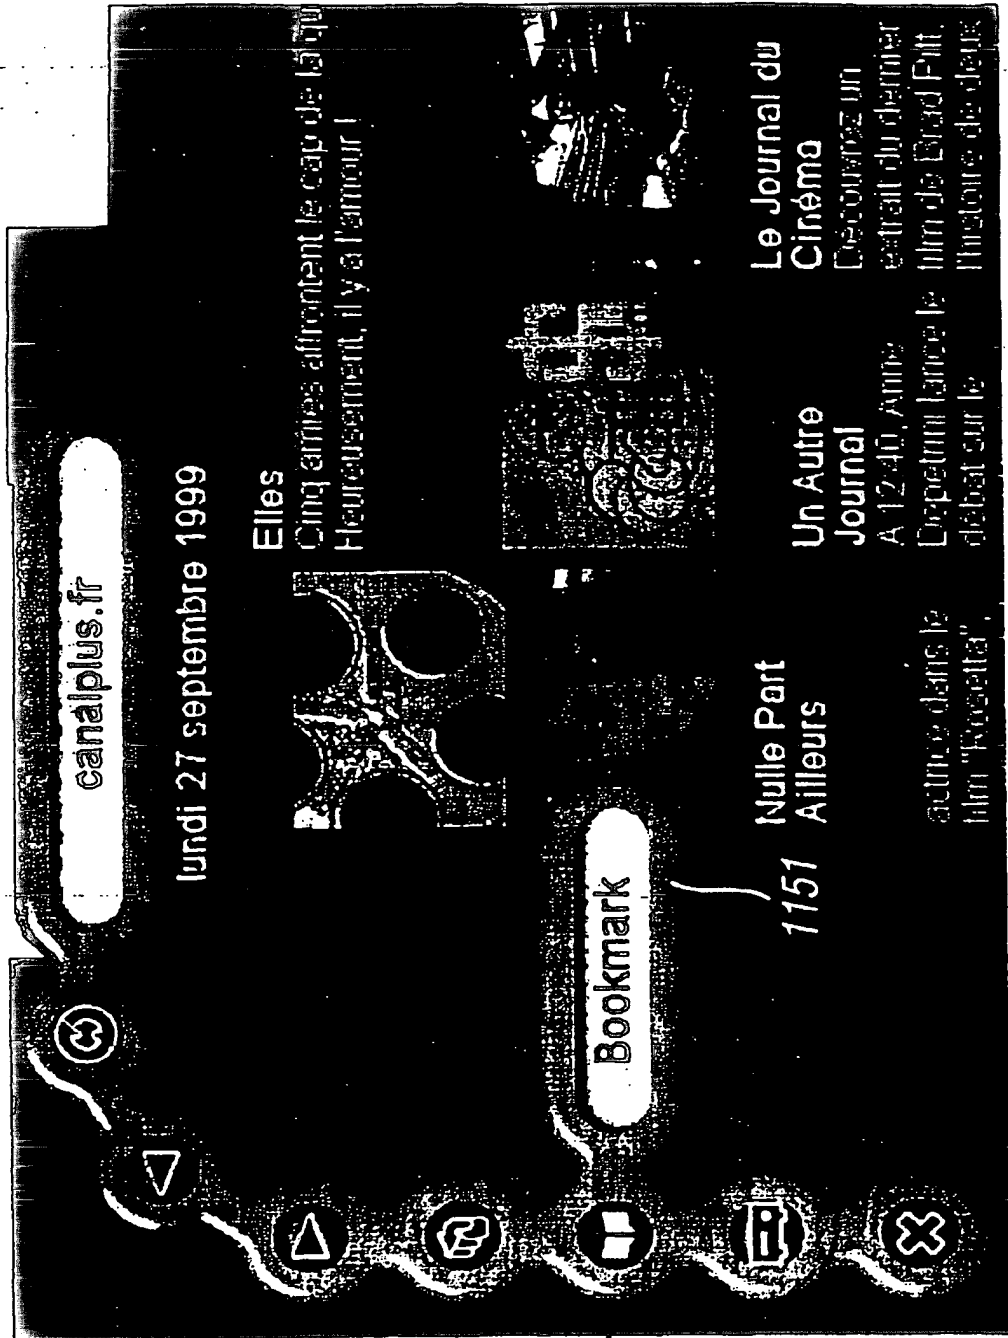 canalplus.fr
lundi 27 septembre 1999
Elles
Cinq amies affrontent le cap de la qu
Heureusement, il y a l'amour !
Bookmark
1151
Nulle Part
Ailleurs
actrice dans le
film "Rosetta",
Un Autre
Journal
A 12:40, Anne
Depetrini lance le
débat sur le
Le Journal du
Cinéma
Découvrez un
extrait du dernier
film de Brad Pitt,
l'histoire de deux